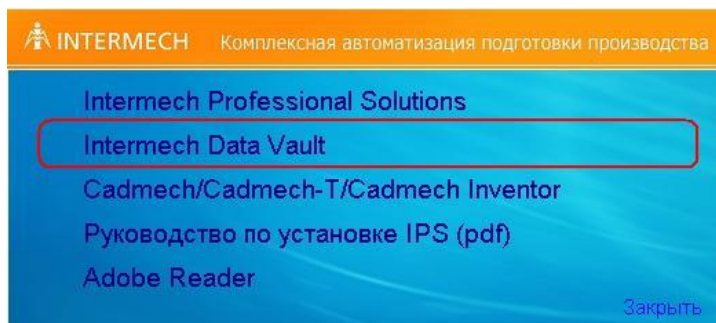 INTERMECH Комплексная автоматизация подготовки производства
Intermech Professional Solutions
Intermech Data Vault
Cadmech/Cadmech-T/Cadmech Inventor
Руководство по установке IPS (pdf)
Adobe Reader
Закрыть